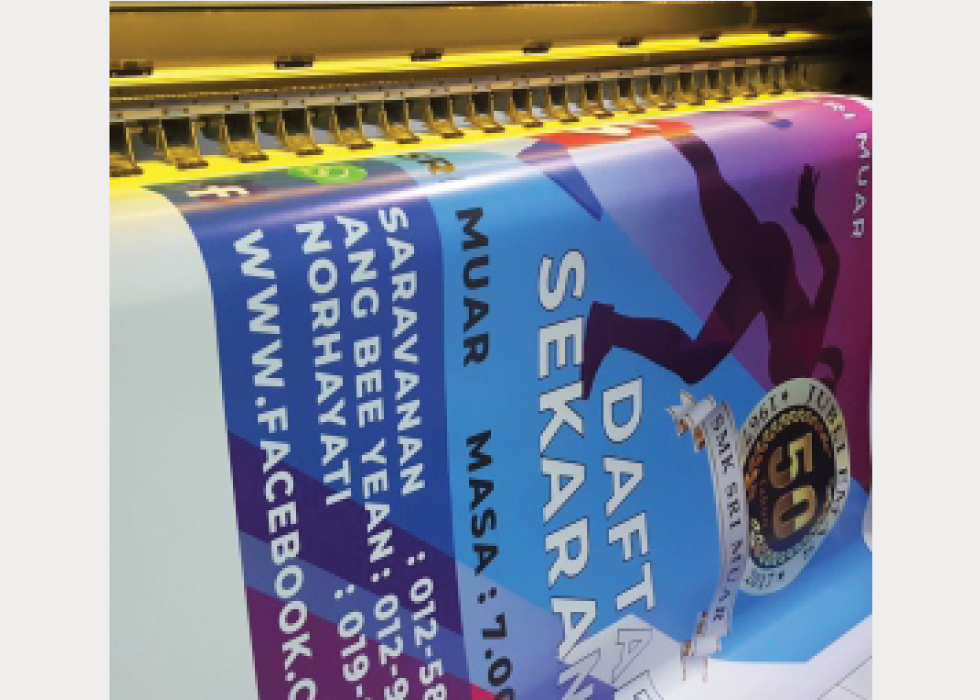 MUAR
DAFTAR
SEKARAN
JUBLI
1967
50
2017
SMK SRI MUAR
MUAR MASA : 7.00
SARAVANAN : 012-58
ANG BEE YEAN : 012-9
NORHAYATI : 019-
WWW.FACEBOOK.C
f